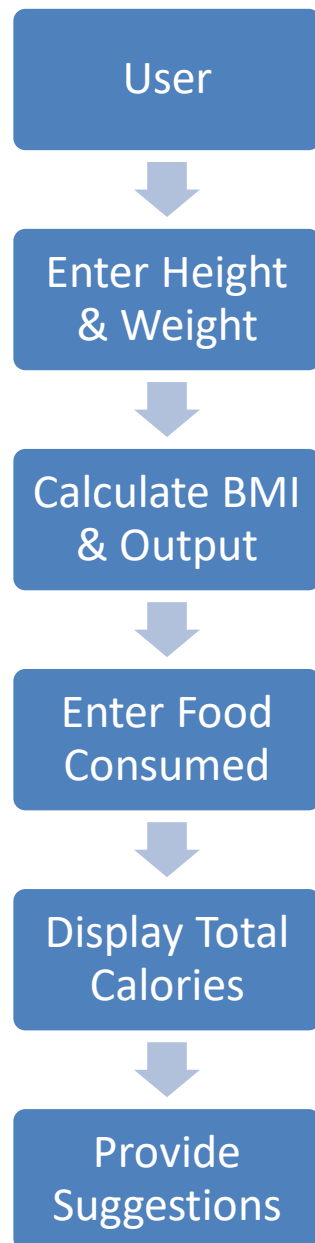 User
Enter Height
& Weight
Calculate BMI
& Output
Enter Food
Consumed
Display Total
Calories
Provide
Suggestions